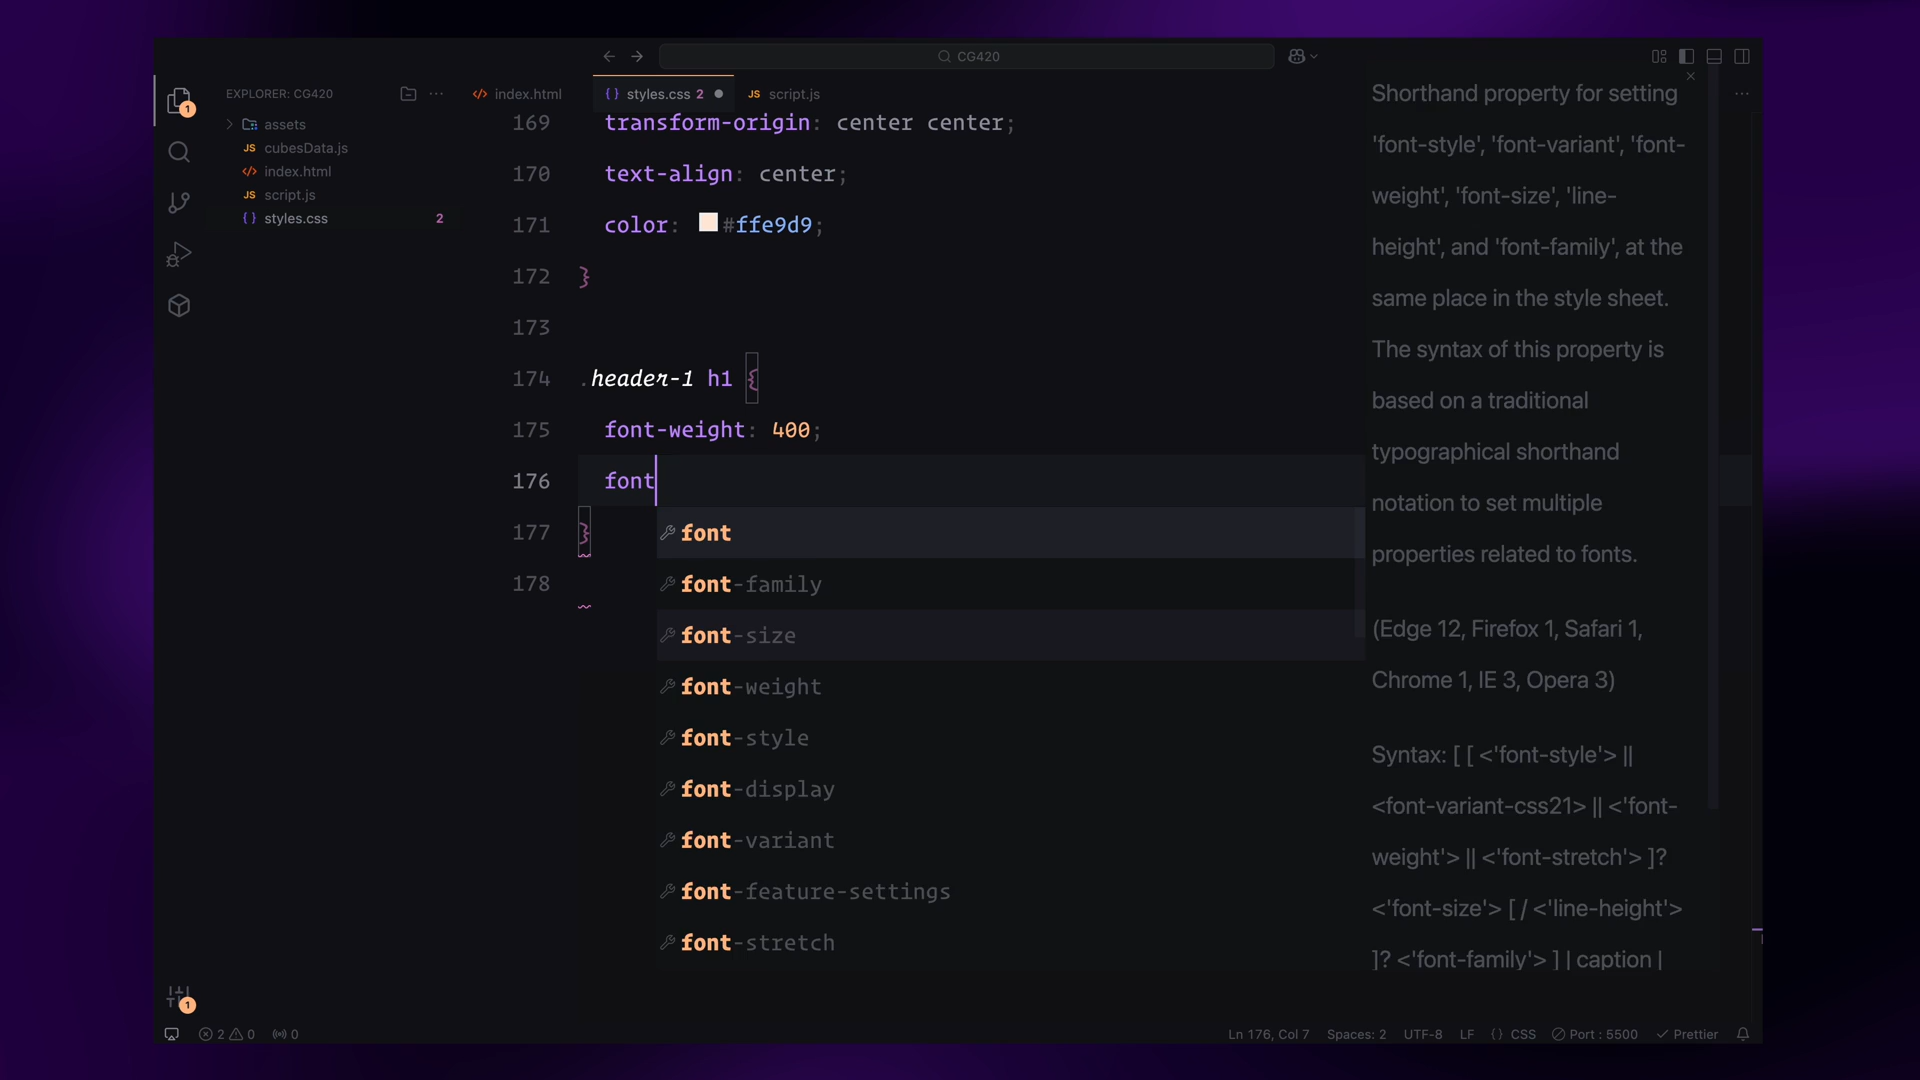 CG420
EXPLORER: CG420
assets
JS cubesData.js
index.html
JS script.js
{} styles.css 2
1
1
index.html
{} styles.css 2
JS script.js
169 transform-origin: center center;
170 text-align: center;
171 color: #ffe9d9;
172 }
173
174 .header-1 h1 {
175 font-weight: 400;
176 font
177 }
178
font
font-family
font-size
font-weight
font-style
font-display
font-variant
font-feature-settings
font-stretch
Shorthand property for setting
'font-style', 'font-variant', 'font-
weight', 'font-size', 'line-
height', and 'font-family', at the
same place in the style sheet.
The syntax of this property is
based on a traditional
typographical shorthand
notation to set multiple
properties related to fonts.
(Edge 12, Firefox 1, Safari 1,
Chrome 1, IE 3, Opera 3)
Syntax: [ [ <'font-style'> ||
<font-variant-css21> || <'font-
weight'> || <'font-stretch'> ]?
<'font-size'> [ / <'line-height'>
]? <'font-family'> ] | caption |
2 0 0
Ln 176, Col 7 Spaces: 2 UTF-8 LF {} CSS Port : 5500 Prettier